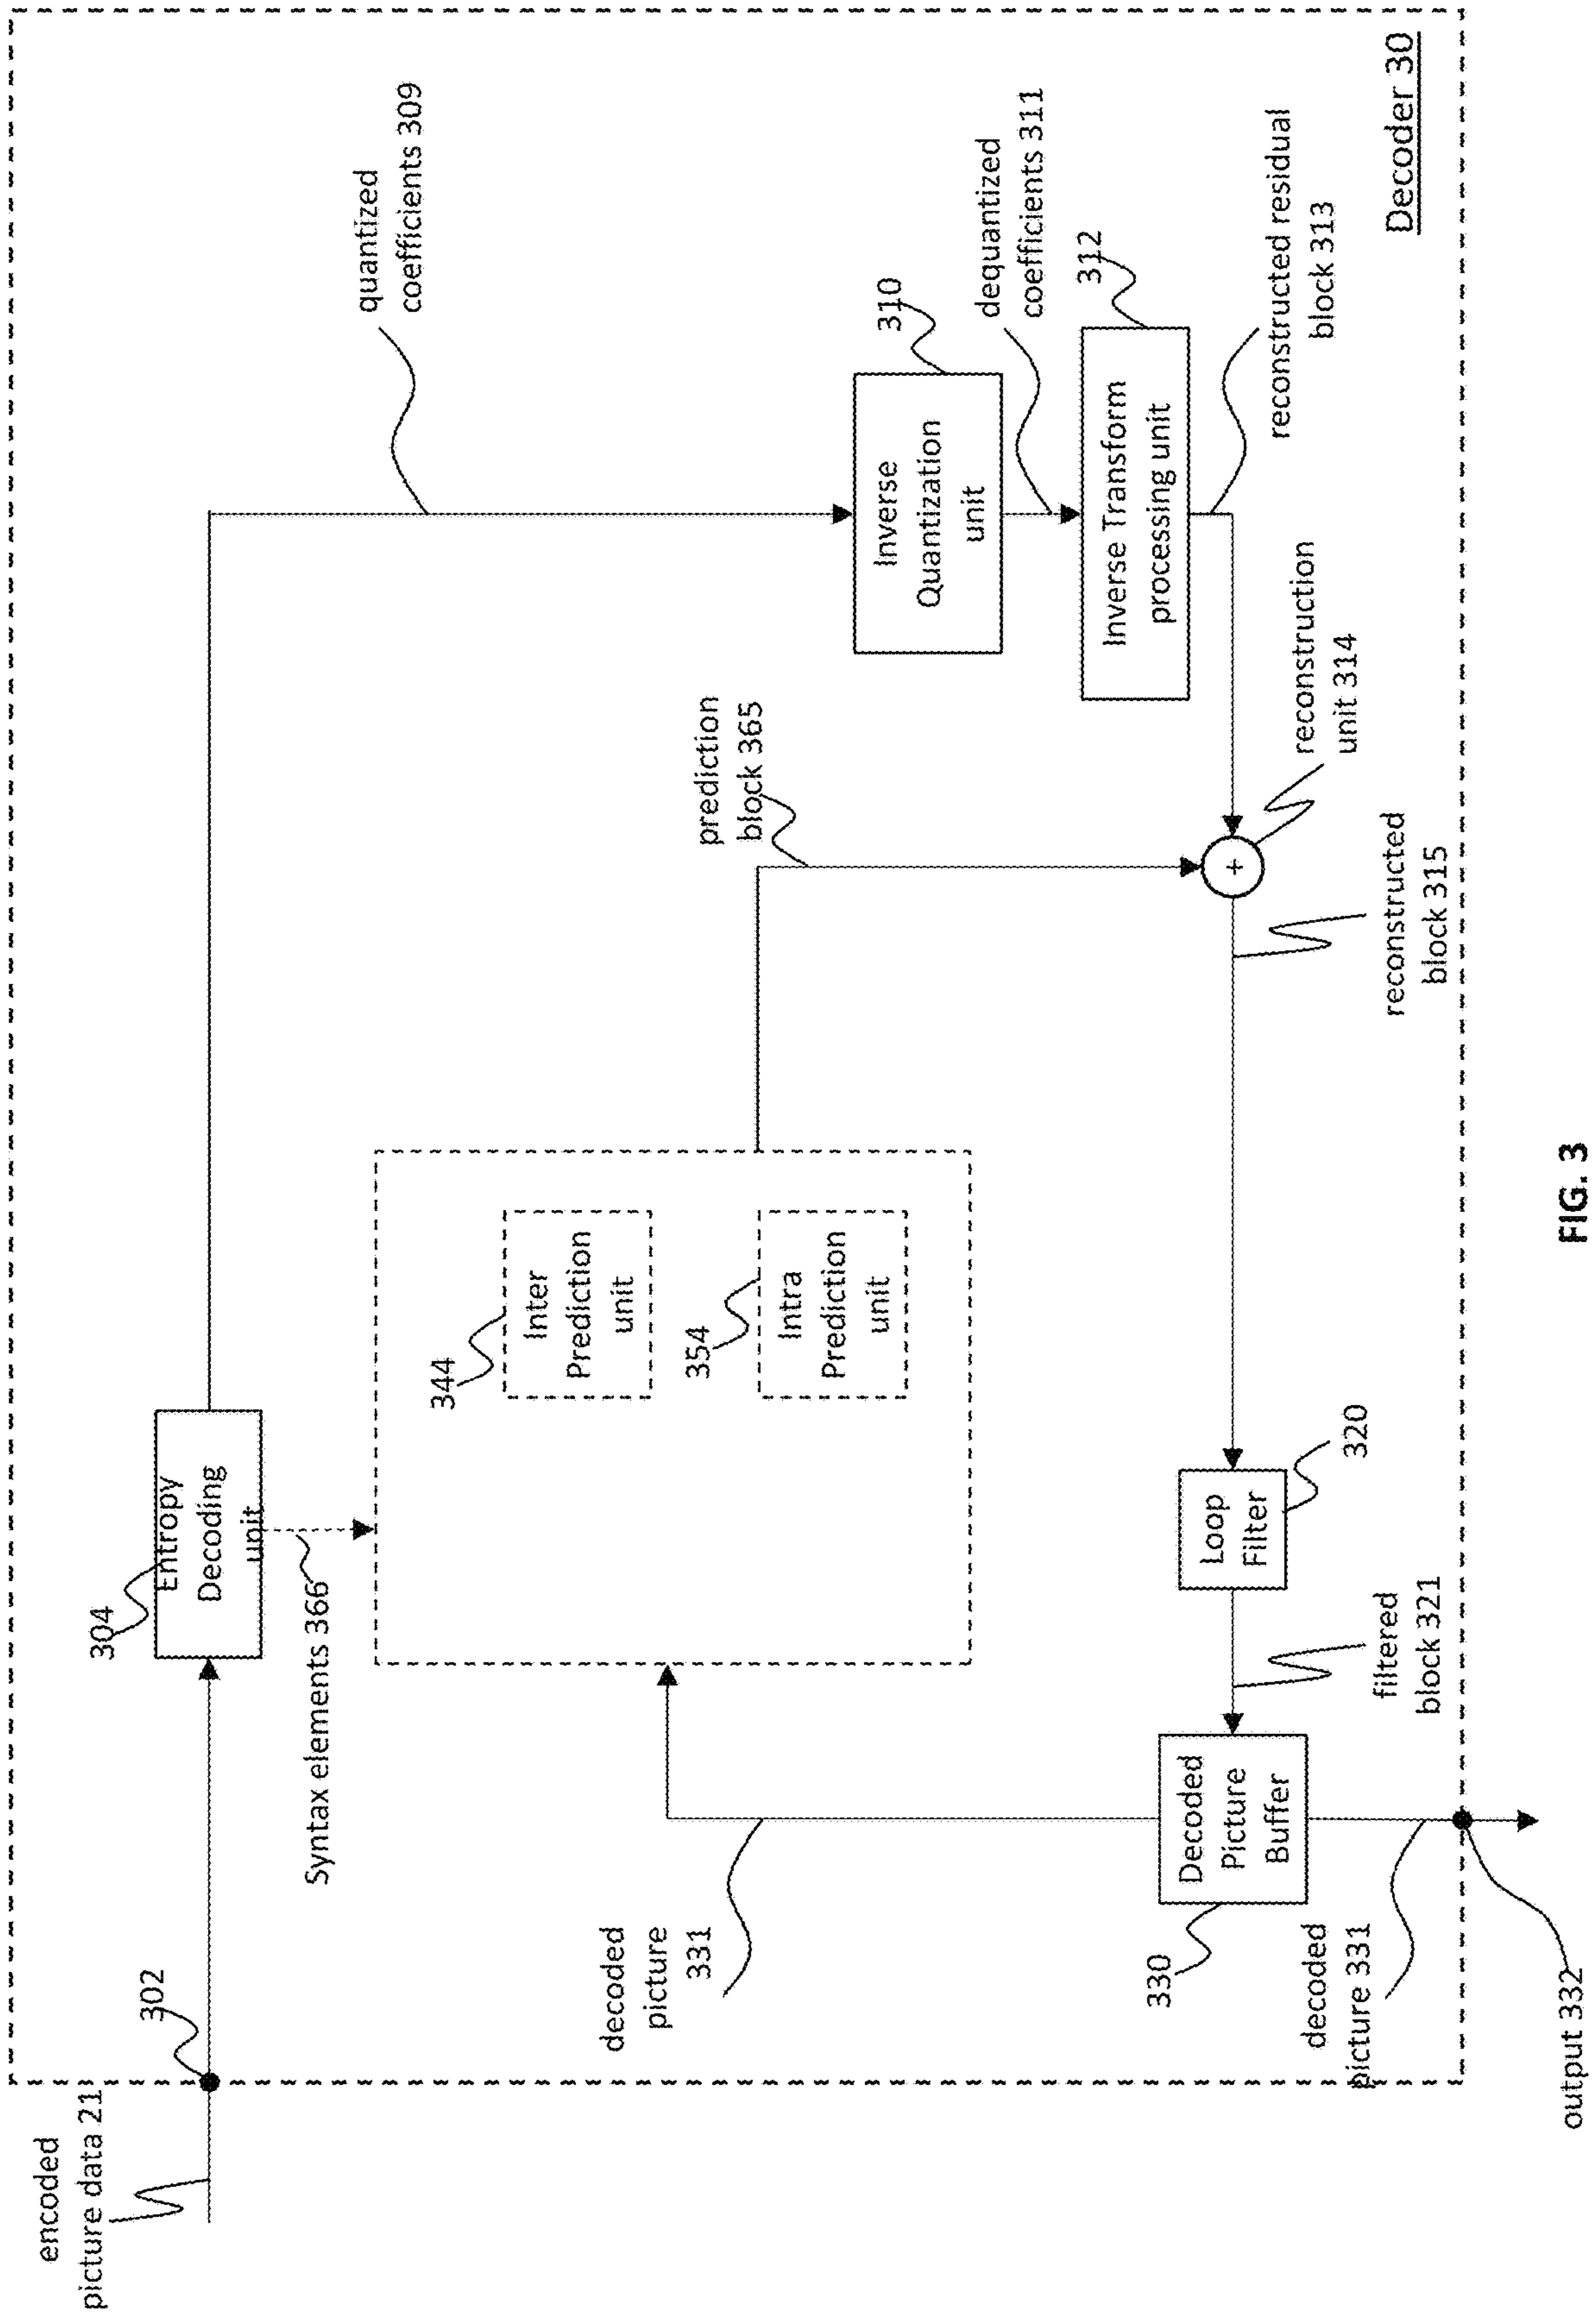 encoded
picture data 21
302
304
Entropy
Decoding
unit
Syntax elements 366
quantized
coefficients 309
344
Inter
Prediction
unit
354
Intra
Prediction
unit
prediction
block 365
310
Inverse
Quantization
unit
dequantized
coefficients 311
312
Inverse Transform
processing unit
reconstructed residual
block 313
decoded
picture
331
330
Decoded
Picture
Buffer
decoded
picture 331
output 332
filtered
block 321
Loop
Filter
320
+
reconstruction
unit 314
reconstructed
block 315
Decoder 30
FIG. 3